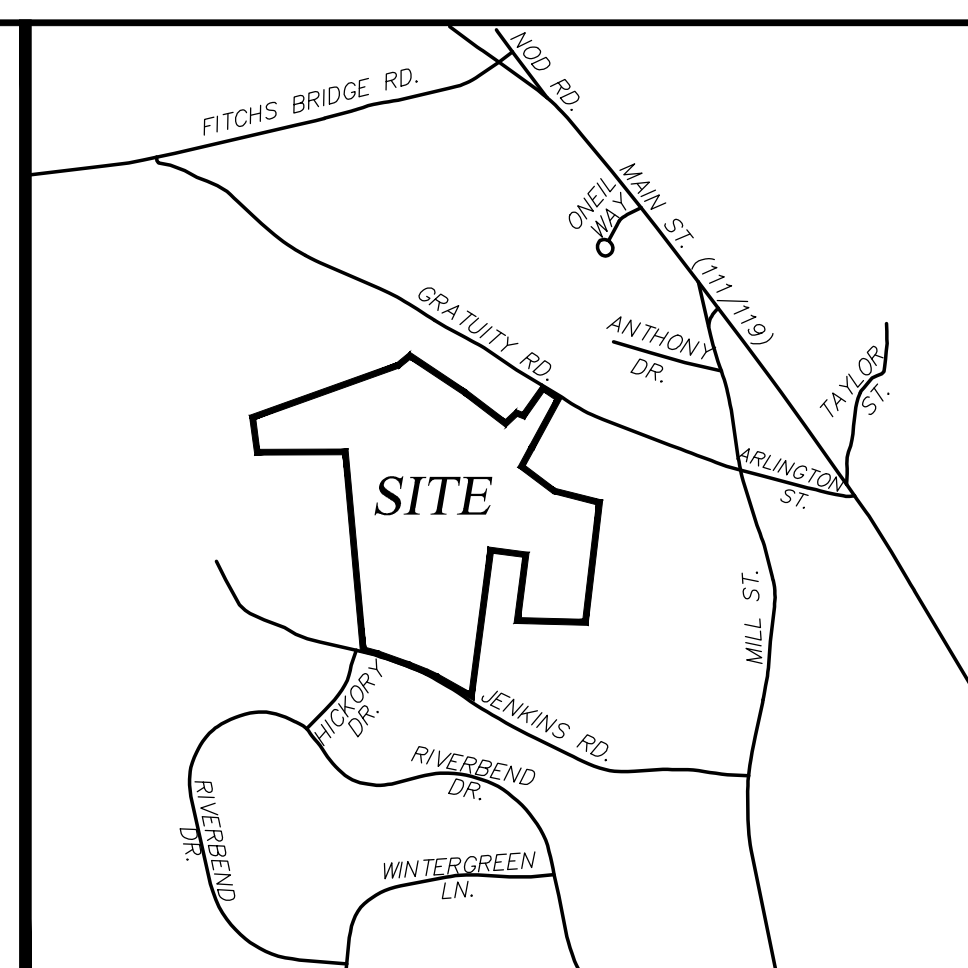 NOD RD.
FITCHS BRIDGE RD.
MAIN ST. (111/119)
ONEIL
WAY
GRATUITY RD.
ANTHONY
DR.
TAYLOR
ST.
ARLINGTON
ST.
SITE
MILL ST.
HICKORY
DR.
JENKINS RD.
RIVERBEND
DR.
RIVERBEND
DR.
WINTERGREEN
LN.